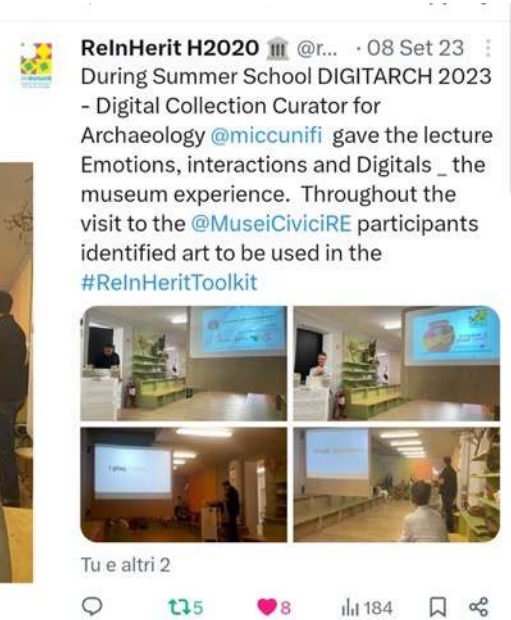 ReInHerit H2020 🏛 @r... · 08 Set 23
During Summer School DIGITARCH 2023
- Digital Collection Curator for
Archaeology @miccunifi gave the lecture
Emotions, interactions and Digitals _ the
museum experience. Throughout the
visit to the @MuseiCiviciRE participants
identified art to be used in the
#ReInHeritToolkit
I play,
Tu e altri 2
5 8 184